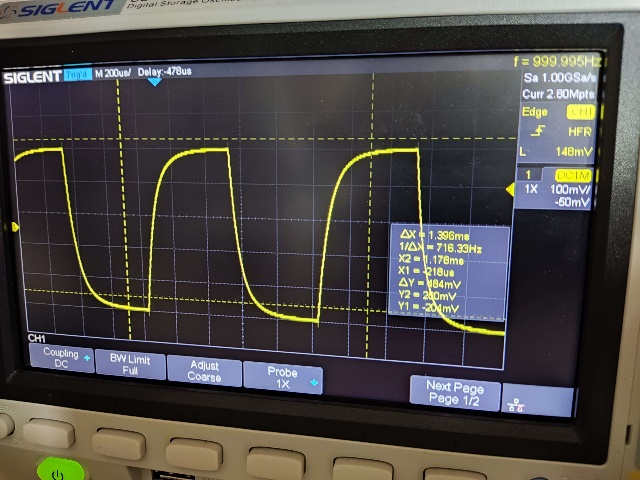 SIGLENT
Digital Storage
SIGLENT Trig'd M 200us/ Delay:-478us
f = 999.995Hz
Sa 1.00GSa/s
Curr 2.80Mpts
Edge CH1
HFR
L 148mV
1 DC1M
1X 100mV/
-50mV
ΔX = 1.396ms
1/ΔX = 716.33Hz
X2 = 1.178ms
X1 = -218us
ΔY = 484mV
Y2 = 280mV
Y1 = -204mV
CH1
Coupling
DC
BW Limit
Full
Adjust
Coarse
Probe
1X
Next Page
Page 1/2